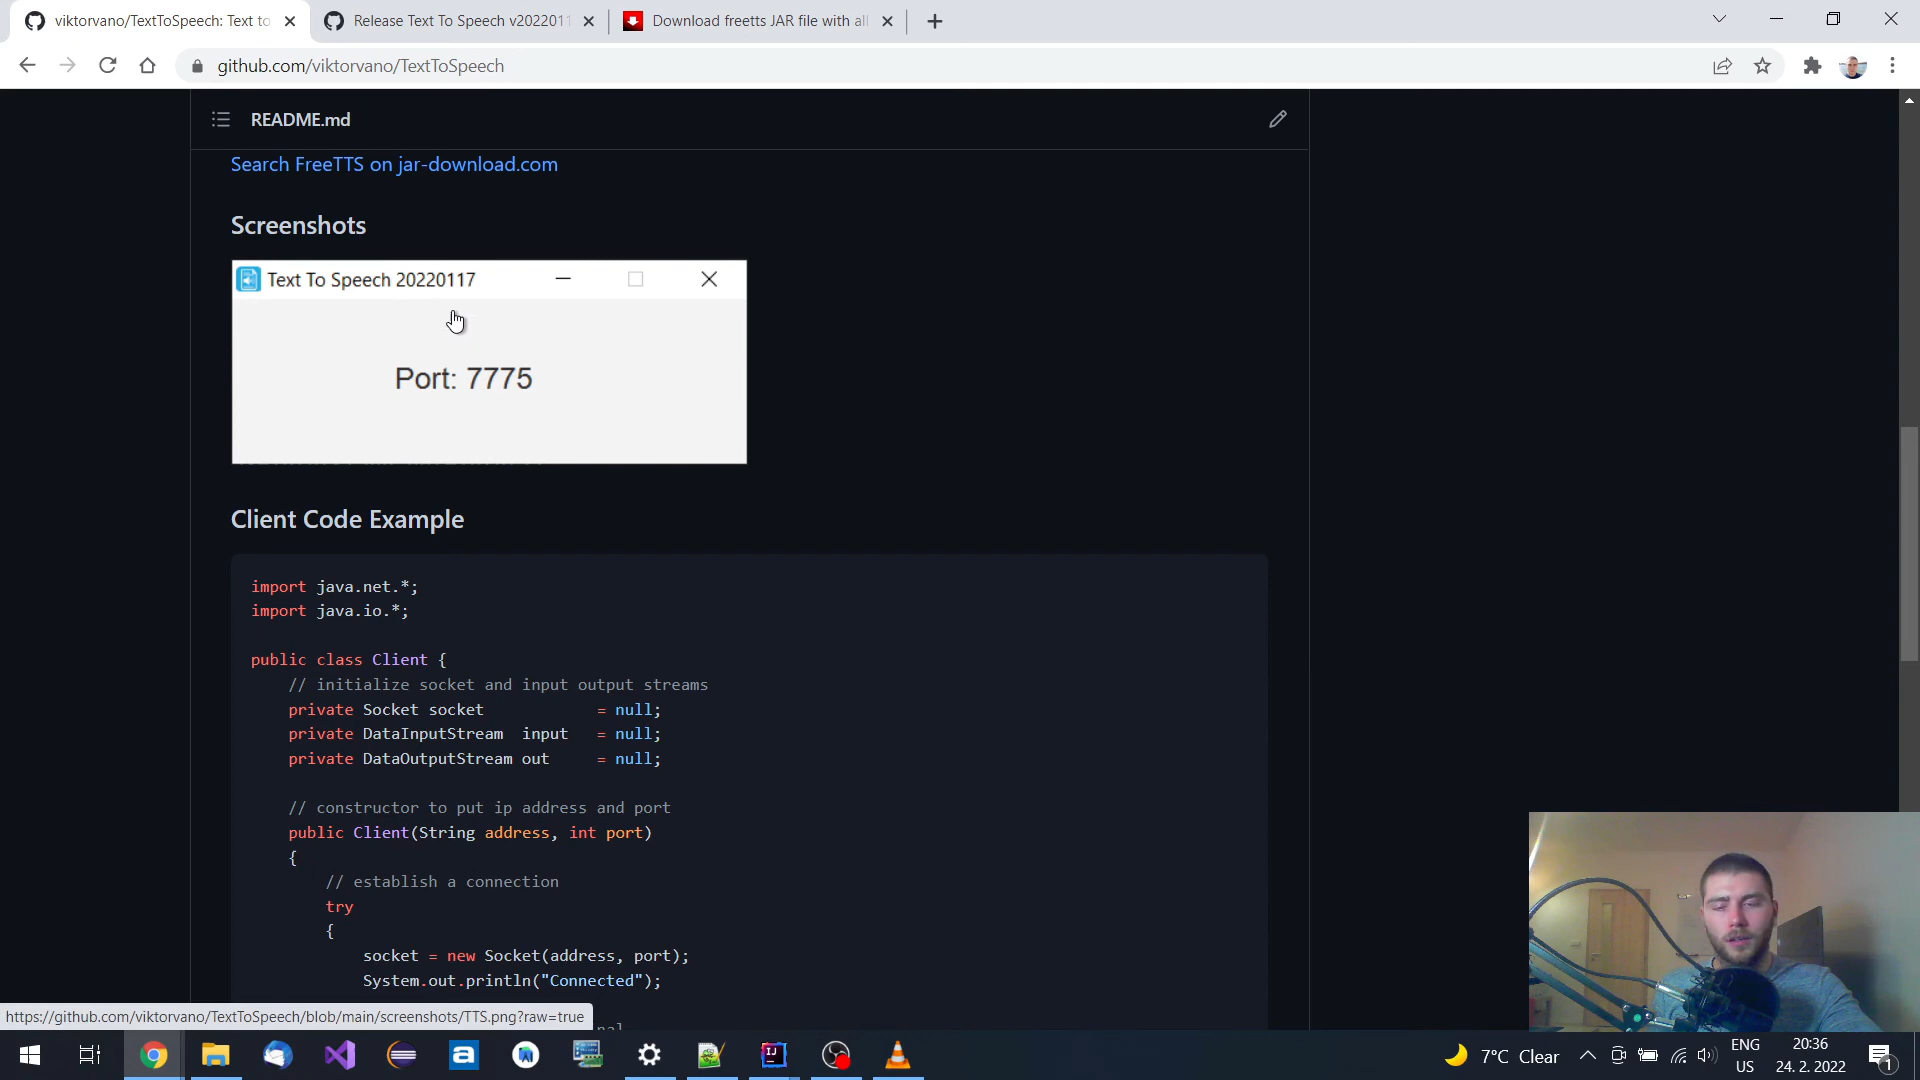 viktorvano/TextToSpeech: Text to
Release Text To Speech v2022011
Download freetts JAR file with all
github.com/viktorvano/TextToSpeech
README.md
Search FreeTTS on jar-download.com
Screenshots
Text To Speech 20220117
Port: 7775
Client Code Example
import java.net.*;
import java.io.*;
public class Client {
// initialize socket and input output streams
private Socket socket = null;
private DataInputStream input = null;
private DataOutputStream out = null;
// constructor to put ip address and port
public Client(String address, int port)
{
// establish a connection
try
{
socket = new Socket(address, port);
System.out.println("Connected");
https://github.com/viktorvano/TextToSpeech/blob/main/screenshots/TTS.png?raw=true
7°C Clear
ENG
US
20:36
24. 2. 2022
1